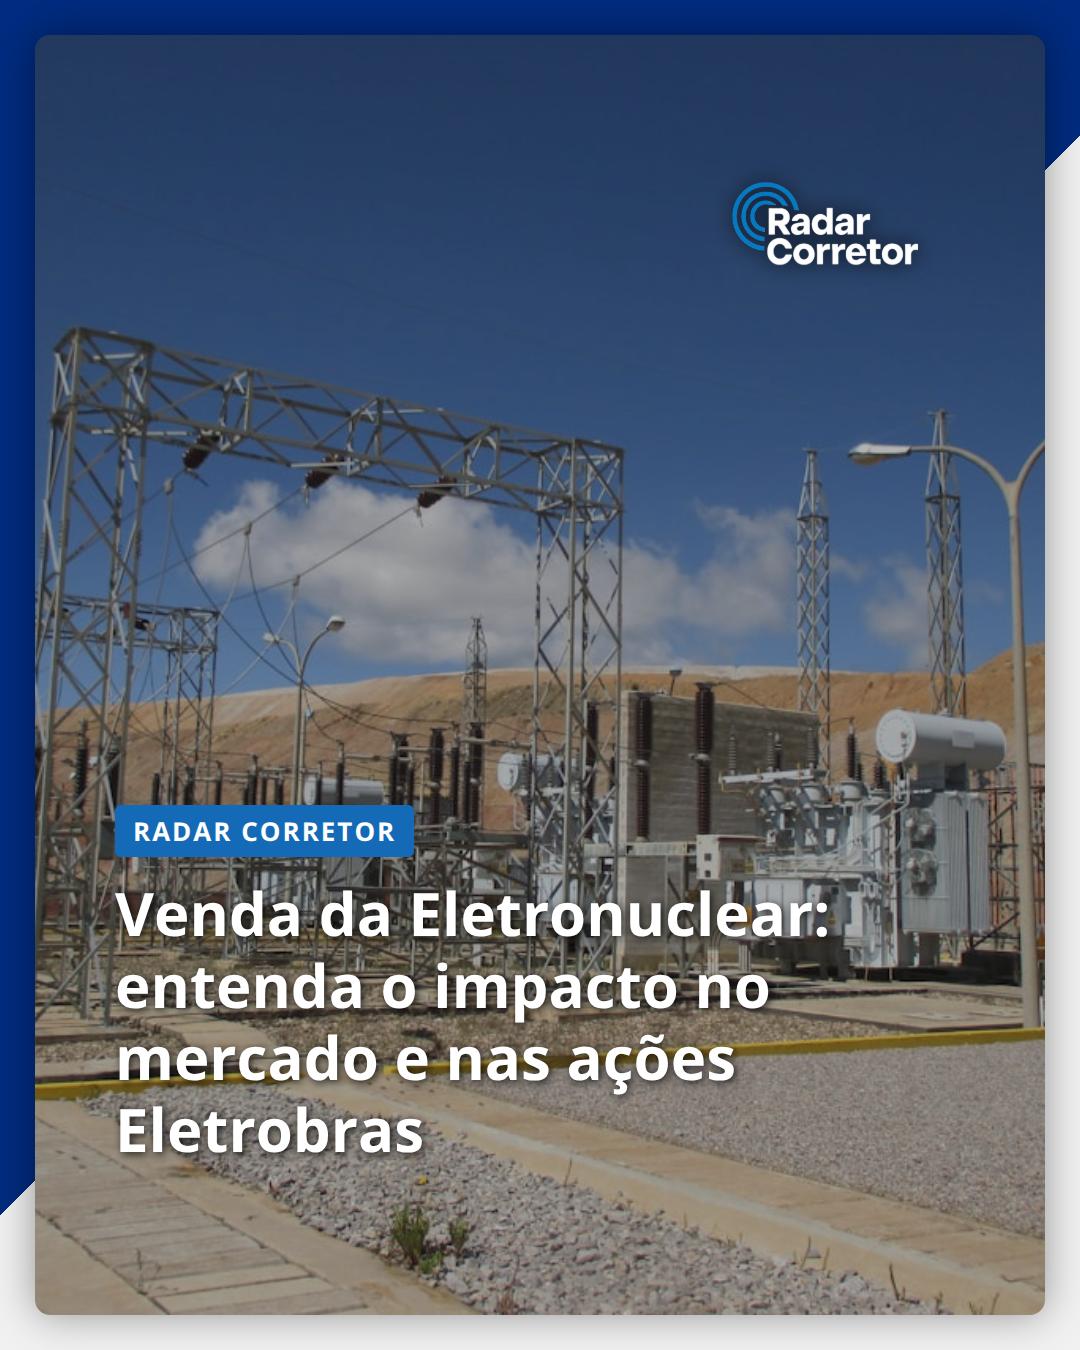 Radar
Corretor
RADAR CORRETOR
Venda da Eletronuclear:
entenda o impacto no
mercado e nas ações
Eletrobras